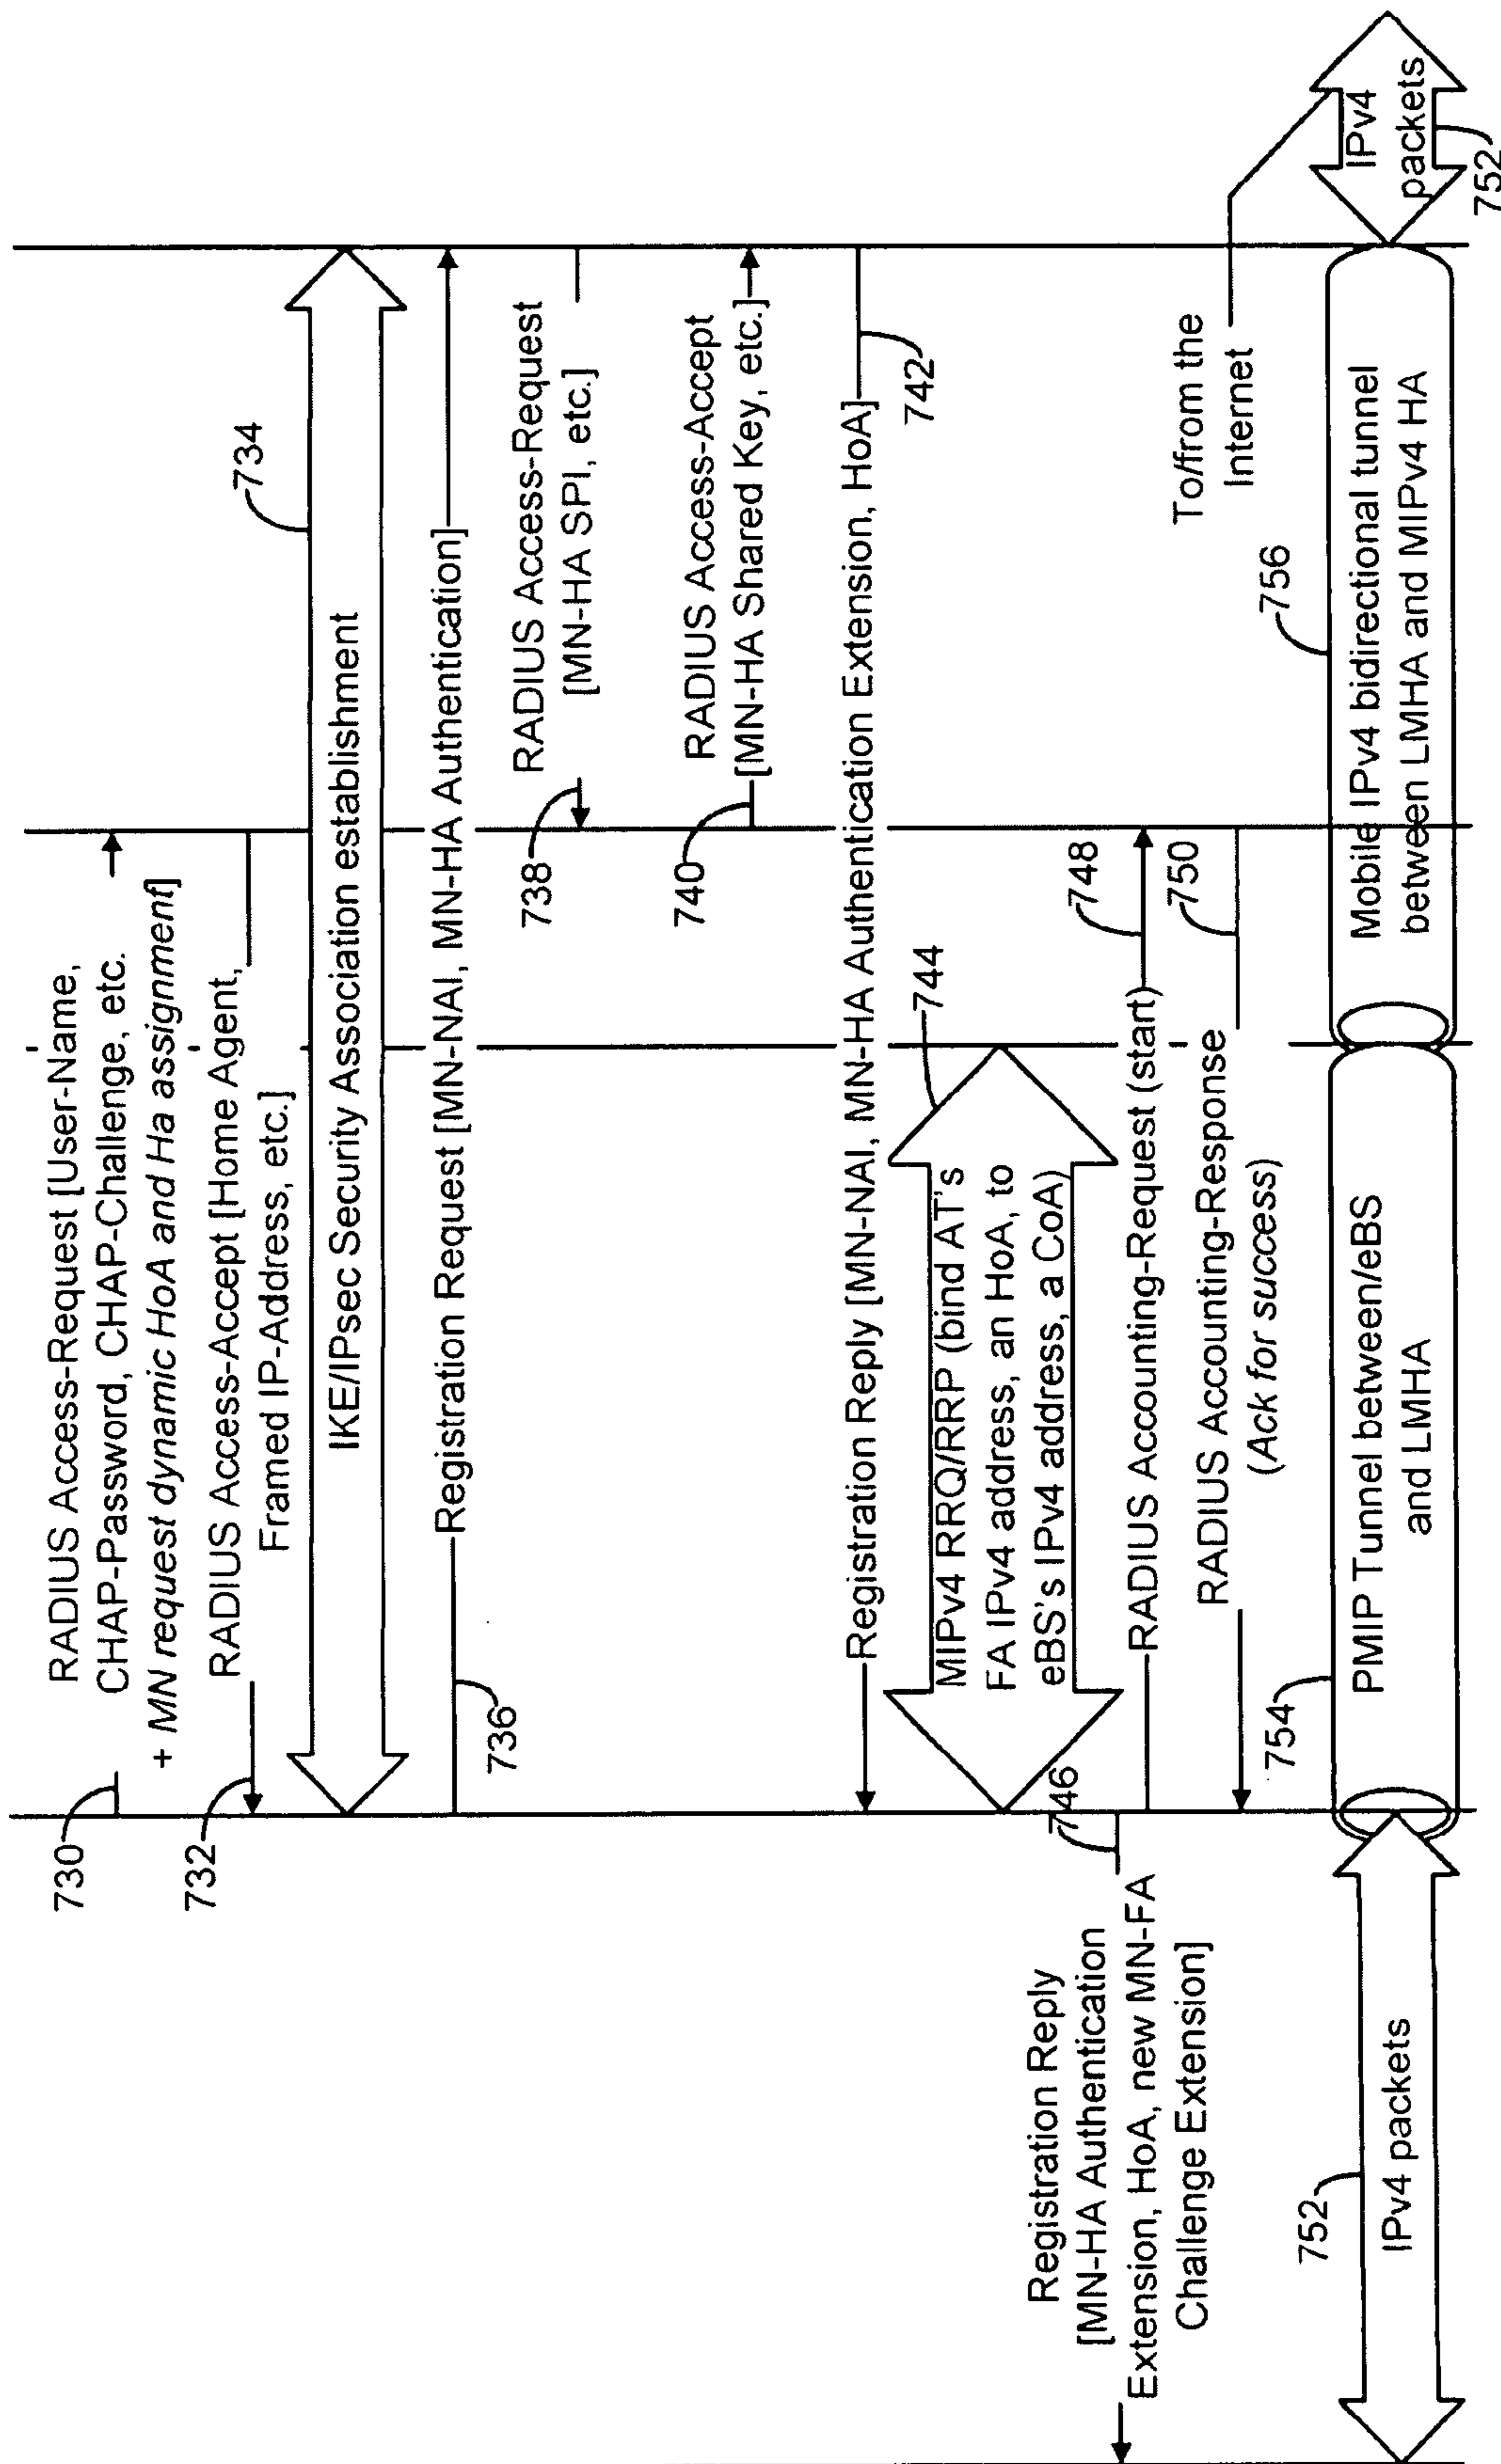 730
RADIUS Access-Request [User-Name,
CHAP-Password, CHAP-Challenge, etc.
+ MN request dynamic HoA and Ha assignment]
732
RADIUS Access-Accept [Home Agent,
Framed IP-Address, etc.]
734
IKE/IPsec Security Association establishment
736
Registration Request [MN-NAI, MN-HA Authentication]
738
RADIUS Access-Request
[MN-HA SPI, etc.]
740
RADIUS Access-Accept
[MN-HA Shared Key, etc.]
Registration Reply [MN-NAI, MN-HA Authentication Extension, HoA]
742
744
MIPv4 RRQ/RRP (bind AT's
FA IPv4 address, an HoA, to
eBS's IPv4 address, a CoA)
746
Registration Reply
[MN-HA Authentication
Extension, HoA, new MN-FA
Challenge Extension]
748
RADIUS Accounting-Request (start)
750
RADIUS Accounting-Response
(Ack for success)
To/from the
Internet
752
IPv4 packets
754
PMIP Tunnel between/eBS
and LMHA
756
Mobile IPv4 bidirectional tunnel
between LMHA and MIPv4 HA
IPv4
packets
752